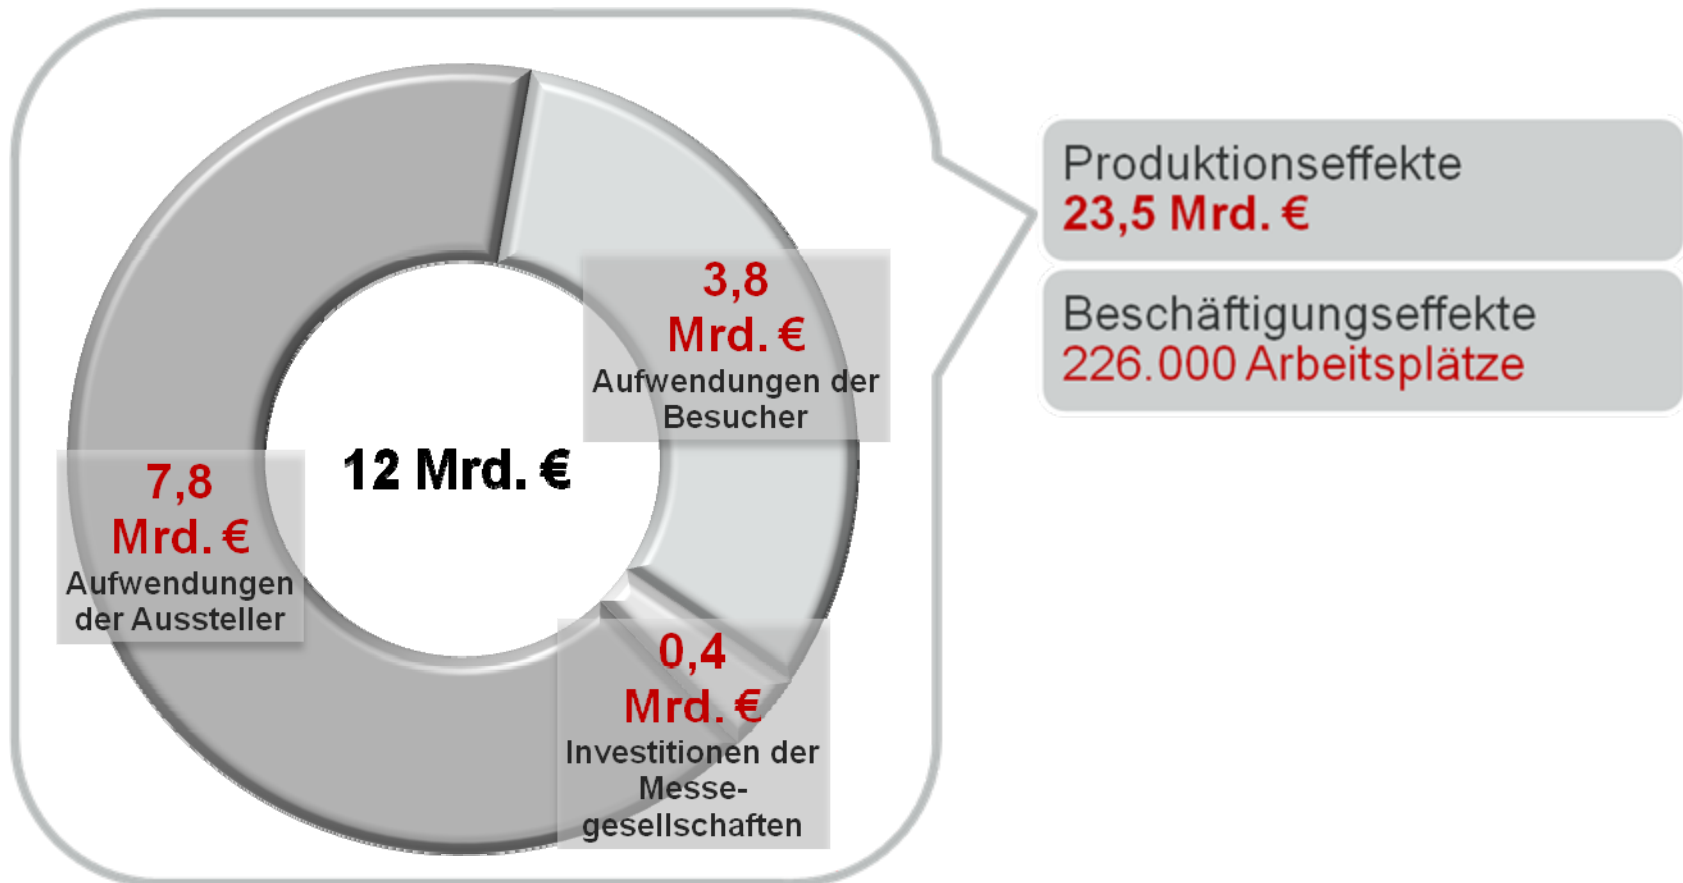 Produktionseffekte
23,5 Mrd. €
Beschäftigungseffekte
226.000 Arbeitsplätze
3,8
Mrd. €
Aufwendungen der
Besucher
12 Mrd. €
7,8
Mrd. €
Aufwendungen
der Aussteller
0,4
Mrd. €
Investitionen der
Messe-
gesellschaften